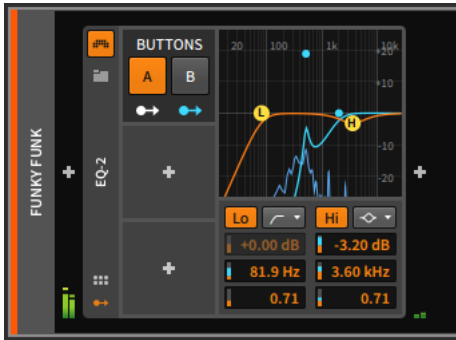 FUNKY FUNK
EQ-2
BUTTONS
A B
20 100 1k 10k
+20
+10
-10
-20
L
H
Lo Hi
+0.00 dB -3.20 dB
81.9 Hz 3.60 kHz
0.71 0.71